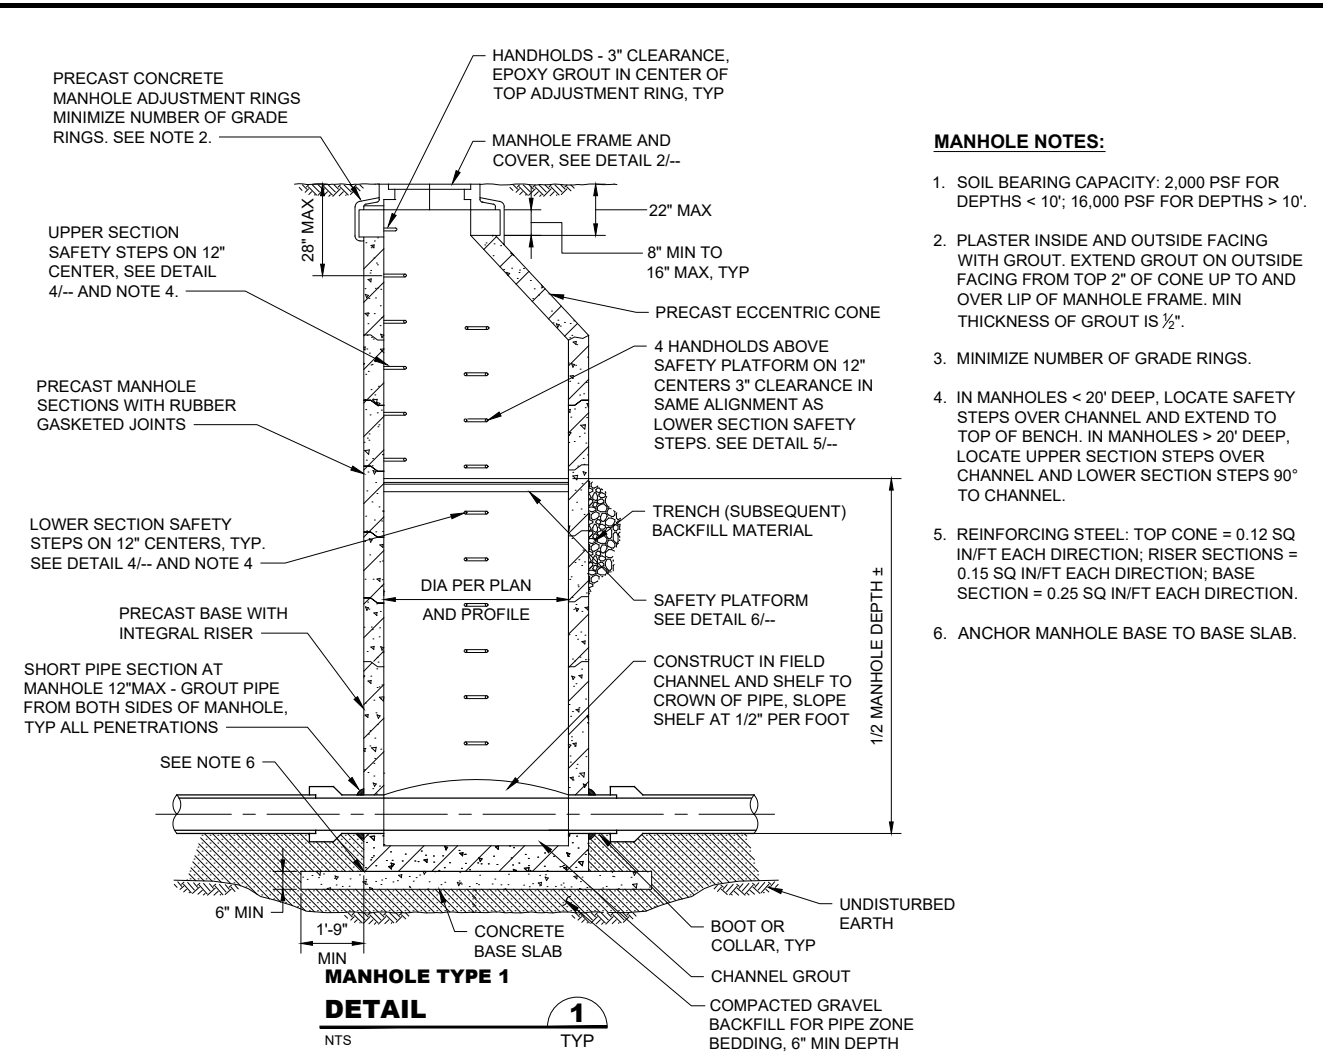 HANDHOLDS - 3" CLEARANCE,
EPOXY GROUT IN CENTER OF
TOP ADJUSTMENT RING, TYP
PRECAST CONCRETE
MANHOLE ADJUSTMENT RINGS
MINIMIZE NUMBER OF GRADE
RINGS. SEE NOTE 2.
MANHOLE FRAME AND
COVER, SEE DETAIL 2/--
28" MAX
22" MAX
8" MIN TO
16" MAX, TYP
UPPER SECTION
SAFETY STEPS ON 12"
CENTER, SEE DETAIL
4/-- AND NOTE 4.
PRECAST ECCENTRIC CONE
4 HANDHOLDS ABOVE
SAFETY PLATFORM ON 12"
CENTERS 3" CLEARANCE IN
SAME ALIGNMENT AS
LOWER SECTION SAFETY
STEPS. SEE DETAIL 5/--
PRECAST MANHOLE
SECTIONS WITH RUBBER
GASKETED JOINTS
TRENCH (SUBSEQUENT)
BACKFILL MATERIAL
LOWER SECTION SAFETY
STEPS ON 12" CENTERS, TYP.
SEE DETAIL 4/-- AND NOTE 4
DIA PER PLAN
AND PROFILE
SAFETY PLATFORM
SEE DETAIL 6/--
PRECAST BASE WITH
INTEGRAL RISER
1/2 MANHOLE DEPTH ±
SHORT PIPE SECTION AT
MANHOLE 12"MAX - GROUT PIPE
FROM BOTH SIDES OF MANHOLE,
TYP ALL PENETRATIONS
CONSTRUCT IN FIELD
CHANNEL AND SHELF TO
CROWN OF PIPE, SLOPE
SHELF AT 1/2" PER FOOT
SEE NOTE 6
6" MIN
1'-9"
MIN
CONCRETE
BASE SLAB
UNDISTURBED
EARTH
BOOT OR
COLLAR, TYP
CHANNEL GROUT
COMPACTED GRAVEL
BACKFILL FOR PIPE ZONE
BEDDING, 6" MIN DEPTH
MANHOLE TYPE 1
DETAIL
1
NTS
TYP
MANHOLE NOTES:
1. SOIL BEARING CAPACITY: 2,000 PSF FOR
DEPTHS < 10'; 16,000 PSF FOR DEPTHS > 10'.
2. PLASTER INSIDE AND OUTSIDE FACING
WITH GROUT. EXTEND GROUT ON OUTSIDE
FACING FROM TOP 2" OF CONE UP TO AND
OVER LIP OF MANHOLE FRAME. MIN
THICKNESS OF GROUT IS ½".
3. MINIMIZE NUMBER OF GRADE RINGS.
4. IN MANHOLES < 20' DEEP, LOCATE SAFETY
STEPS OVER CHANNEL AND EXTEND TO
TOP OF BENCH. IN MANHOLES > 20' DEEP,
LOCATE UPPER SECTION STEPS OVER
CHANNEL AND LOWER SECTION STEPS 90°
TO CHANNEL.
5. REINFORCING STEEL: TOP CONE = 0.12 SQ
IN/FT EACH DIRECTION; RISER SECTIONS =
0.15 SQ IN/FT EACH DIRECTION; BASE
SECTION = 0.25 SQ IN/FT EACH DIRECTION.
6. ANCHOR MANHOLE BASE TO BASE SLAB.